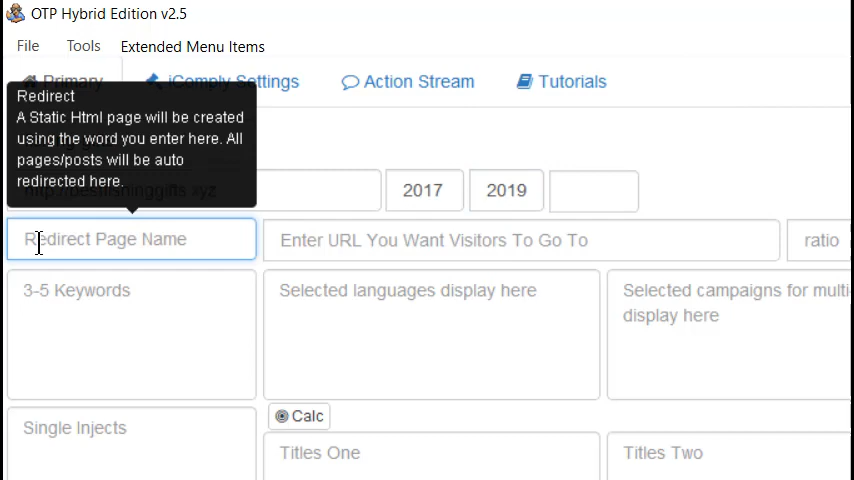 OTP Hybrid Edition v2.5
File Tools Extended Menu Items
Primary iComply Settings Action Stream Tutorials
Redirect
A Static Html page will be created
using the word you enter here. All
pages/posts will be auto
redirected here.
2017 2019
Redirect Page Name Enter URL You Want Visitors To Go To ratio
3-5 Keywords Selected languages display here Selected campaigns for multi
display here
Calc
Single Injects
Titles One Titles Two